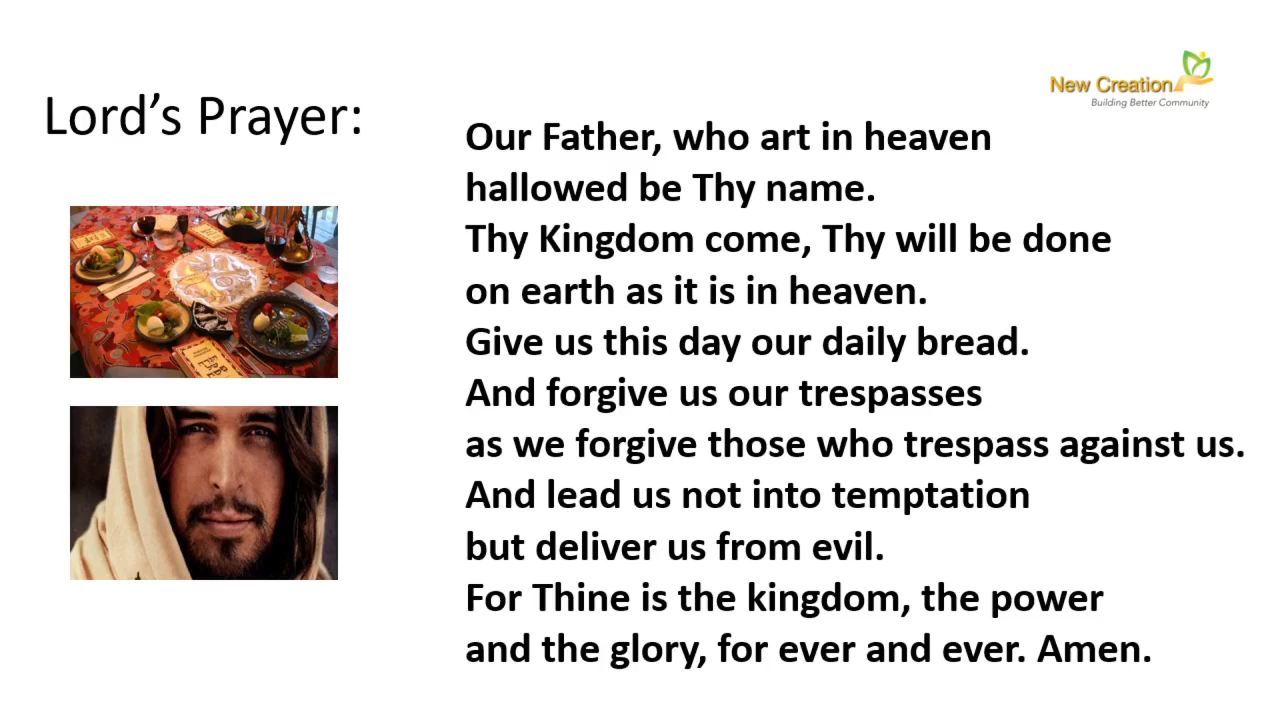 Lord's Prayer:
New Creation
Building Better Community
Our Father, who art in heaven
hallowed be Thy name.
Thy Kingdom come, Thy will be done
on earth as it is in heaven.
Give us this day our daily bread.
And forgive us our trespasses
as we forgive those who trespass against us.
And lead us not into temptation
but deliver us from evil.
For Thine is the kingdom, the power
and the glory, for ever and ever. Amen.